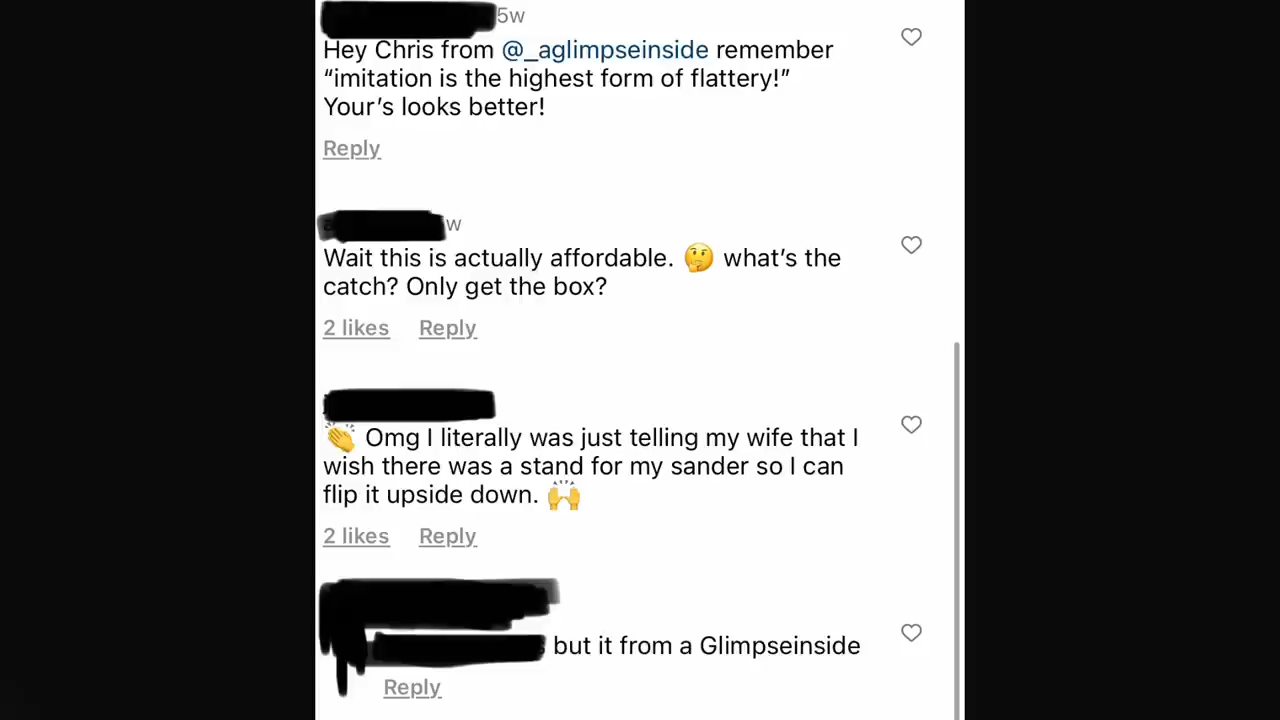 5w
Hey Chris from @_aglimpseinside remember
“imitation is the highest form of flattery!”
Your’s looks better!
Reply
w
Wait this is actually affordable. 🤔 what’s the
catch? Only get the box?
2 likes Reply
👏 Omg I literally was just telling my wife that I
wish there was a stand for my sander so I can
flip it upside down. 🙌
2 likes Reply
but it from a Glimpseinside
Reply